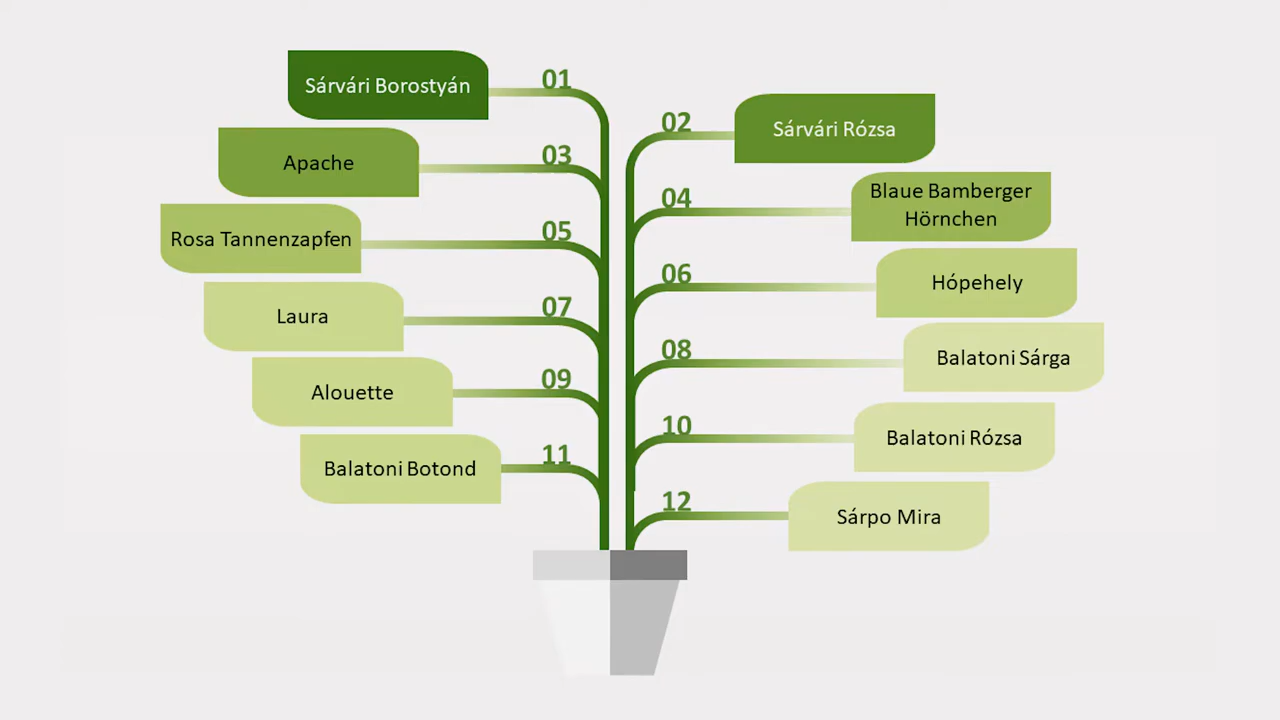 01
Sárvári Borostyán
02
Sárvári Rózsa
03
Apache
04
Blaue Bamberger
Hörnchen
05
Rosa Tannenzapfen
06
Hópehely
07
Laura
08
Balatoni Sárga
09
Alouette
10
Balatoni Rózsa
11
Balatoni Botond
12
Sárpo Mira